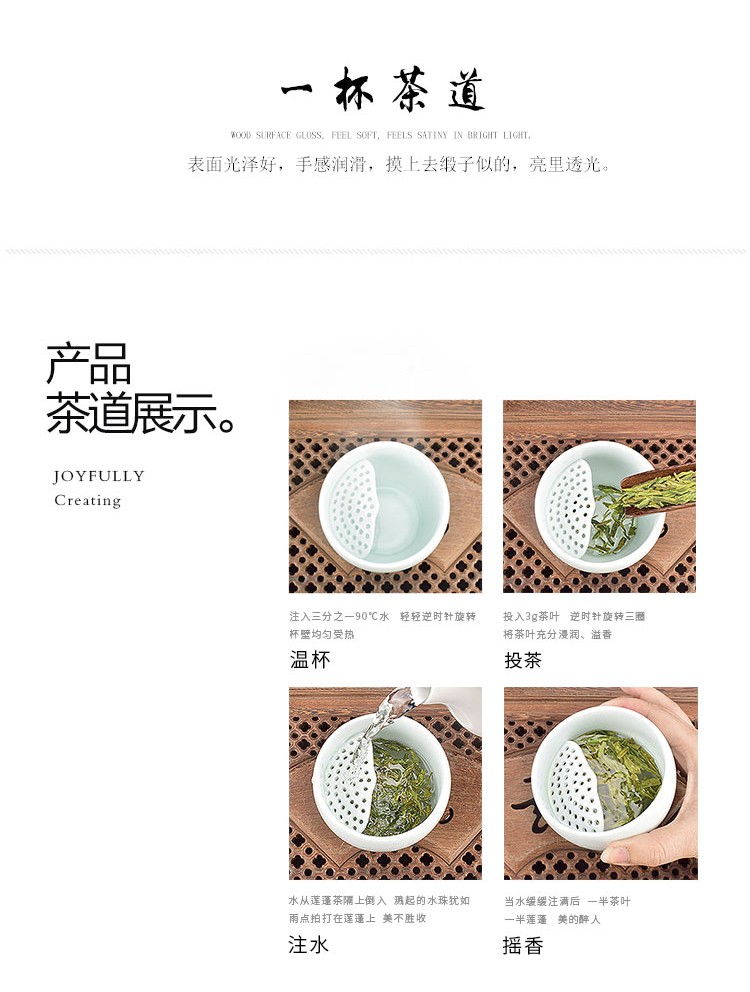 一杯茶道
WOOD SURFACE GLOSS, FEEL SOFT, FEELS SATINY IN BRIGHT LIGHT.
表面光泽好，手感润滑，摸上去缎子似的，亮里透光。
产品
茶道展示。
JOYFULLY
Creating
注入三分之一90℃水 轻轻逆时针旋转
杯壁均匀受热
温杯
投入3g茶叶 逆时针旋转三圈
将茶叶充分浸润、溢香
投茶
水从莲蓬茶隔上倒入 溅起的水珠犹如
雨点拍打在莲蓬上 美不胜收
注水
当水缓缓注满后 一半茶叶
一半莲蓬 美的醉人
摇香